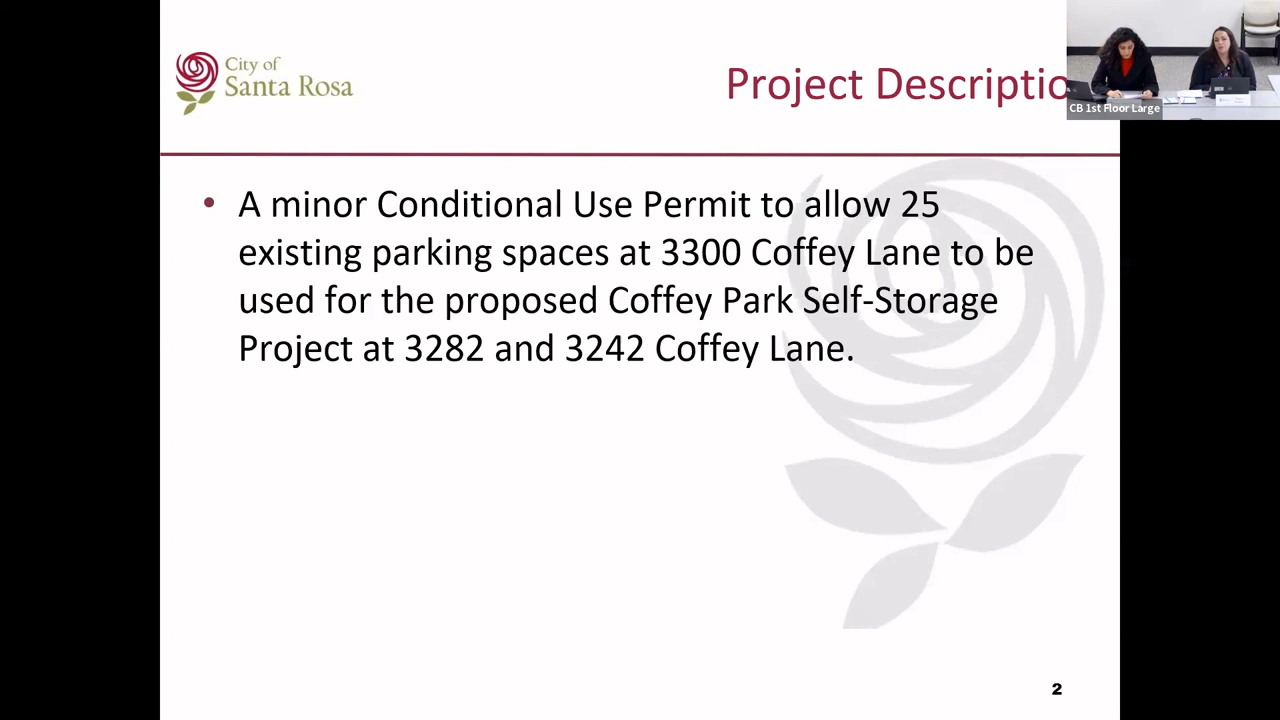 City of
Santa Rosa
Project Descriptio
CB 1st Floor Large
• A minor Conditional Use Permit to allow 25
existing parking spaces at 3300 Coffey Lane to be
used for the proposed Coffey Park Self-Storage
Project at 3282 and 3242 Coffey Lane.
2